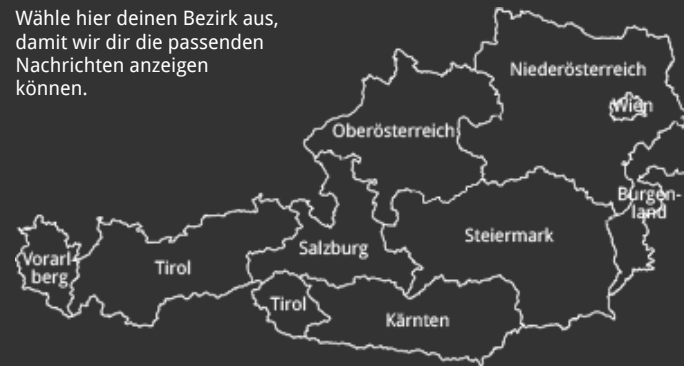 Wähle hier deinen Bezirk aus,
damit wir dir die passenden
Nachrichten anzeigen
können.
Niederösterreich
Wien
Oberösterreich
Burgen-
land
Steiermark
Salzburg
Vorarl-
berg
Tirol
Tirol
Kärnten